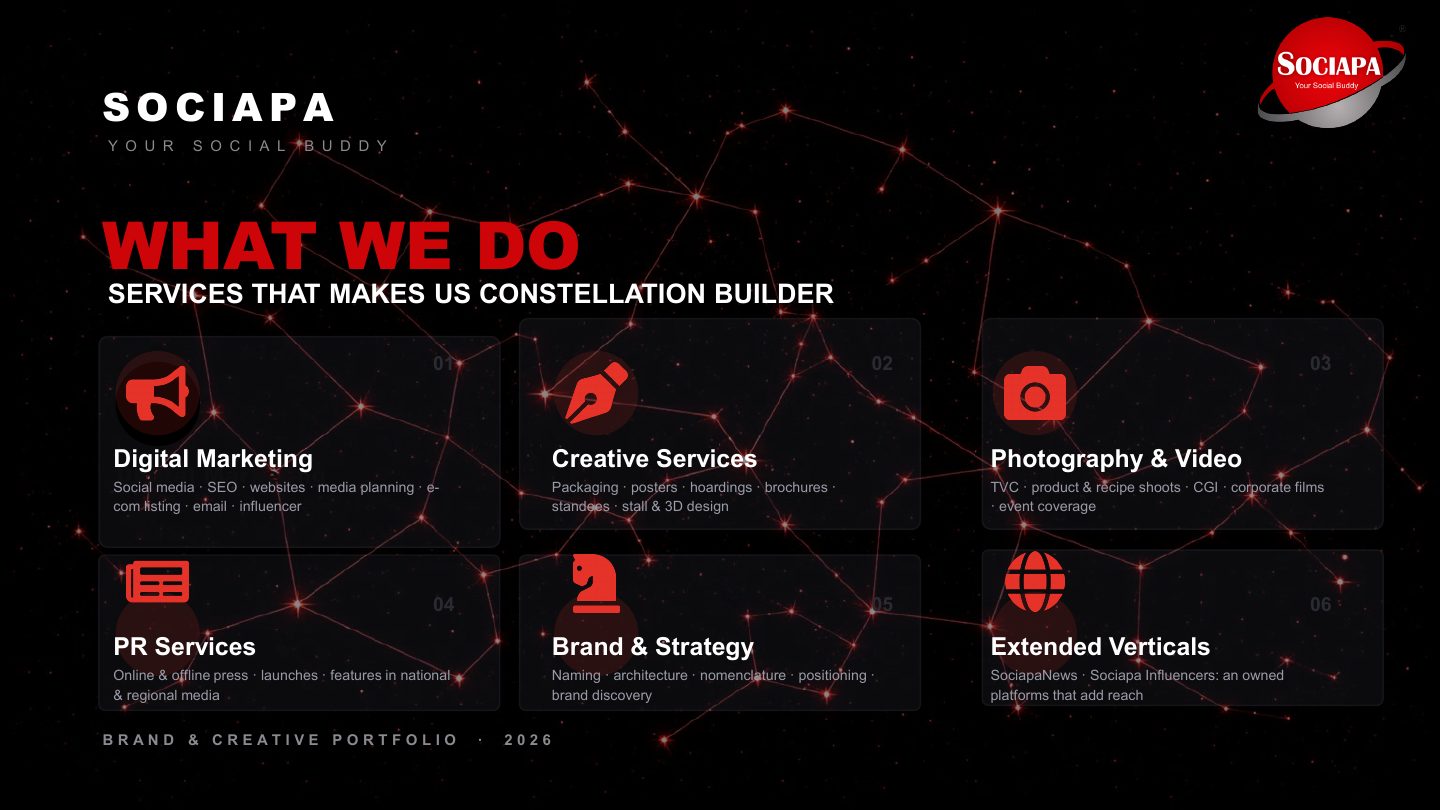 SOCIAPA
YOUR SOCIAL BUDDY
SOCIAPA
Your Social Buddy
®
WHAT WE DO
SERVICES THAT MAKES US CONSTELLATION BUILDER
01
Digital Marketing
Social media · SEO · websites · media planning · e-
com listing · email · influencer
02
Creative Services
Packaging · posters · hoardings · brochures ·
standees · stall & 3D design
03
Photography & Video
TVC · product & recipe shoots · CGI · corporate films
· event coverage
04
PR Services
Online & offline press · launches · features in national
& regional media
05
Brand & Strategy
Naming · architecture · nomenclature · positioning ·
brand discovery
06
Extended Verticals
SociapaNews · Sociapa Influencers: an owned
platforms that add reach
BRAND & CREATIVE PORTFOLIO · 2026